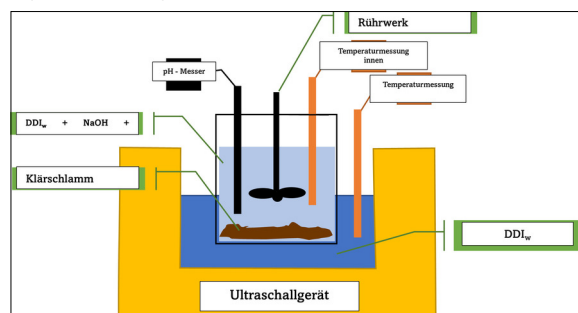 Rührwerk
Temperaturmessung
innen
pH - Messer
Temperaturmessung
DDIw + NaOH +
Klärschlamm
DDIw
Ultraschallgerät